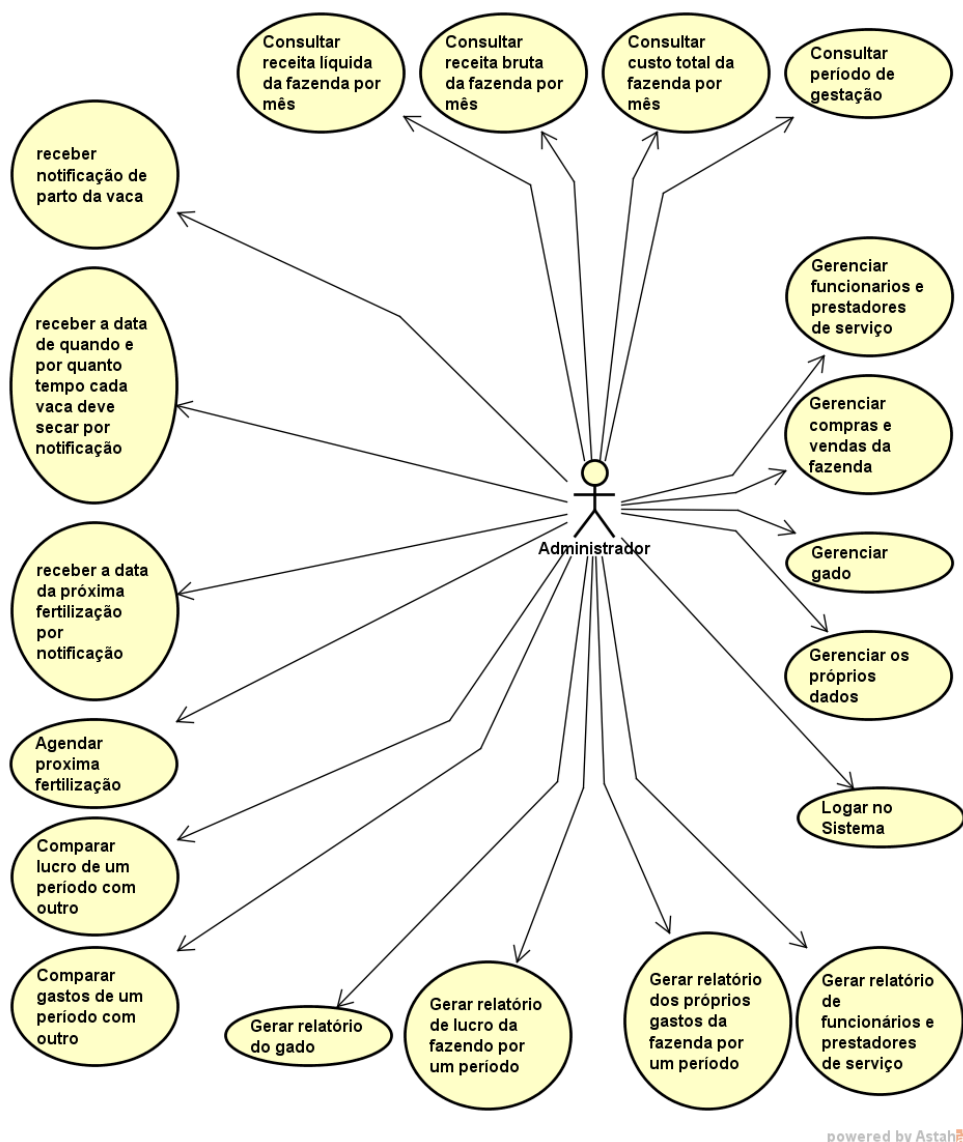 Consultar
receita líquida
da fazenda por
mês
Consultar
receita bruta
da fazenda por
mês
Consultar
custo total da
fazenda por
mês
Consultar
período de
gestação
receber
notificação de
parto da vaca
Gerenciar
funcionarios e
prestadores
de serviço
receber a data
de quando e
por quanto
tempo cada
vaca deve
secar por
notificação
Gerenciar
compras e
vendas da
fazenda
Administrador
Gerenciar
gado
receber a data
da próxima
fertilização
por
notificação
Gerenciar os
próprios
dados
Agendar
proxima
fertilização
Logar no
Sistema
Comparar
lucro de um
período com
outro
Comparar
gastos de um
período com
outro
Gerar relatório
do gado
Gerar relatório
de lucro da
fazendo por
um período
Gerar relatório
dos próprios
gastos da
fazenda por
um período
Gerar relatório
de
funcionários e
prestadores
de serviço
powered by Astah